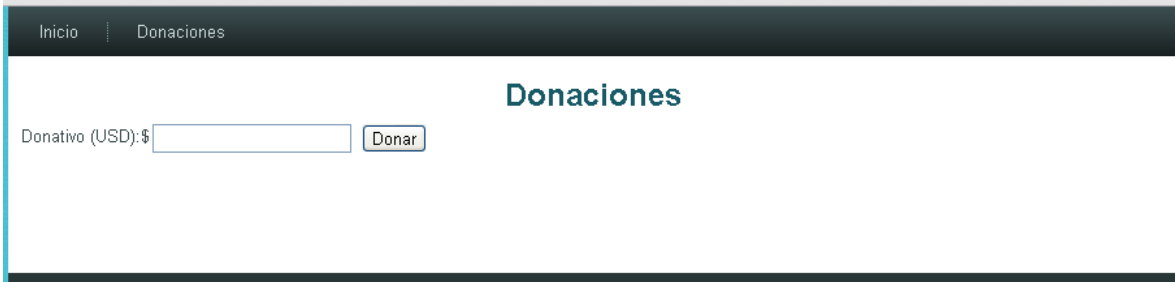 Inicio Donaciones
Donaciones
Donativo (USD):$ Donar